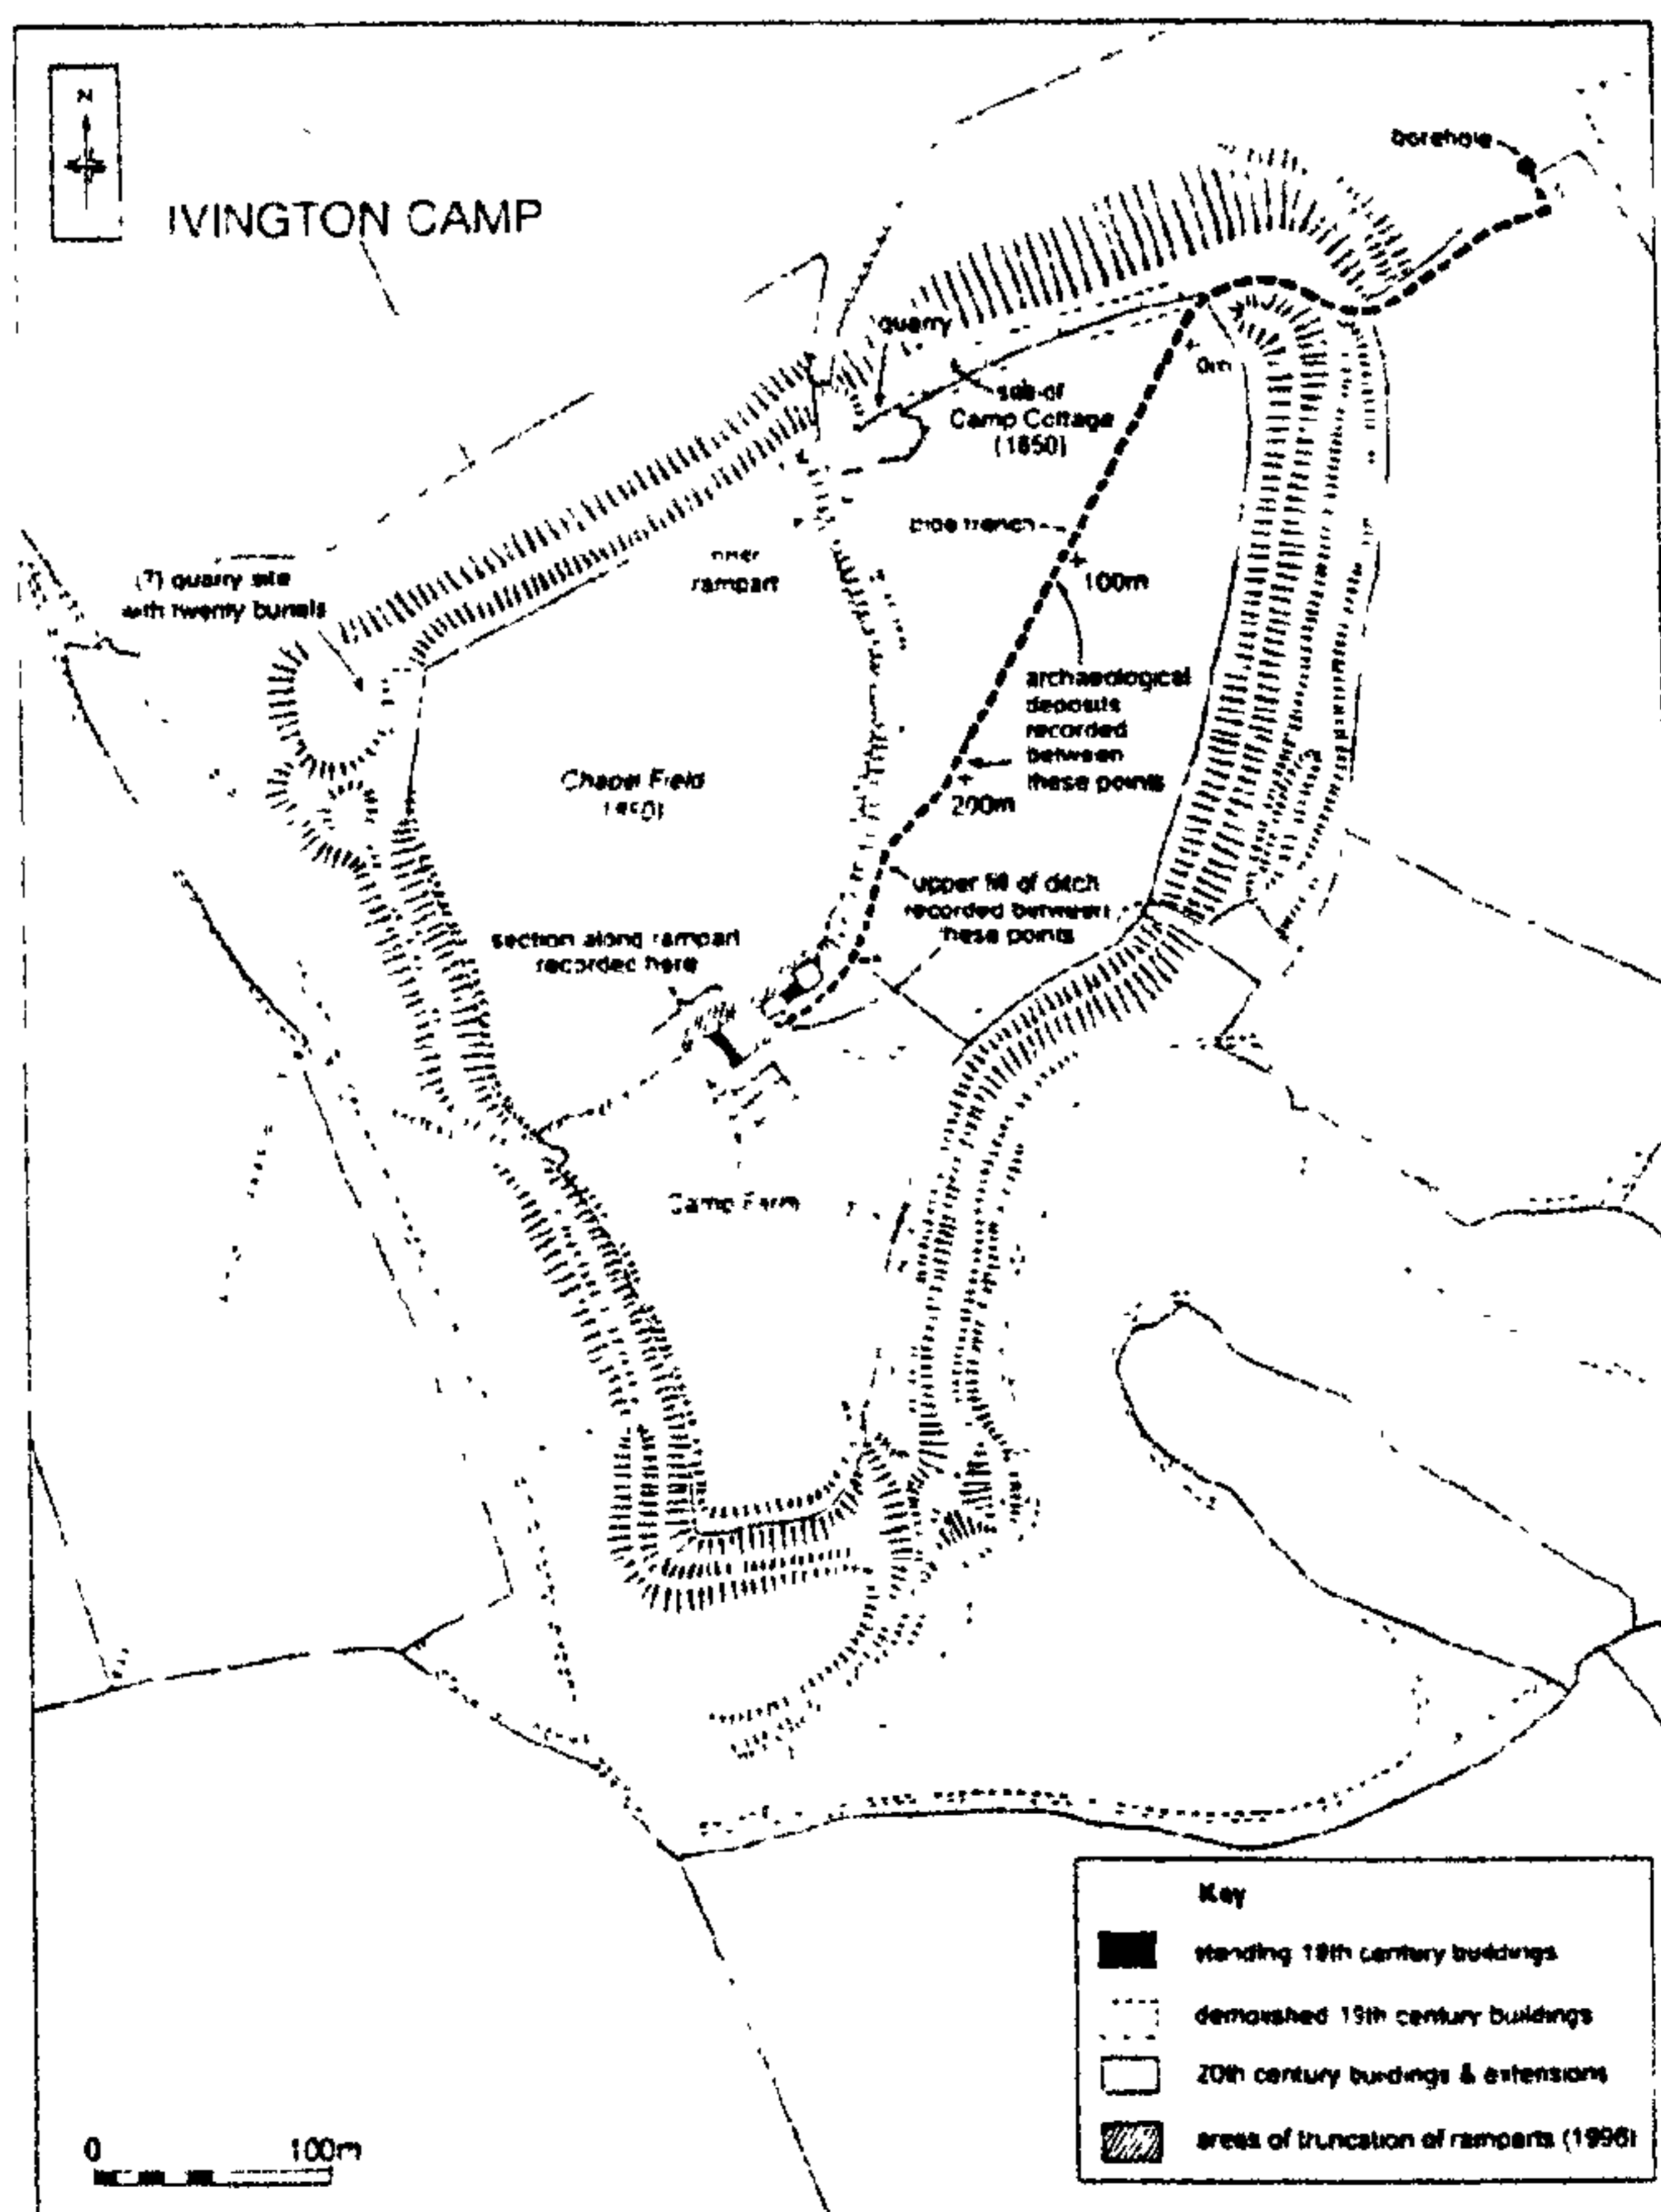 N
IVINGTON CAMP
borehole
quarry
0m
site of
Camp Cottage
(1850)
pipe trench
100m
inner
rampart
(?) quarry site
with twenty burials
archaeological
deposits
recorded
between
these points
Chapel Field
200m
upper fill of ditch
recorded between
these points
section along rampart
recorded here
Camp Farm
Key
standing 19th century buildings
demolished 19th century buildings
20th century buildings & extensions
areas of truncation of ramparts (1996)
0 100m